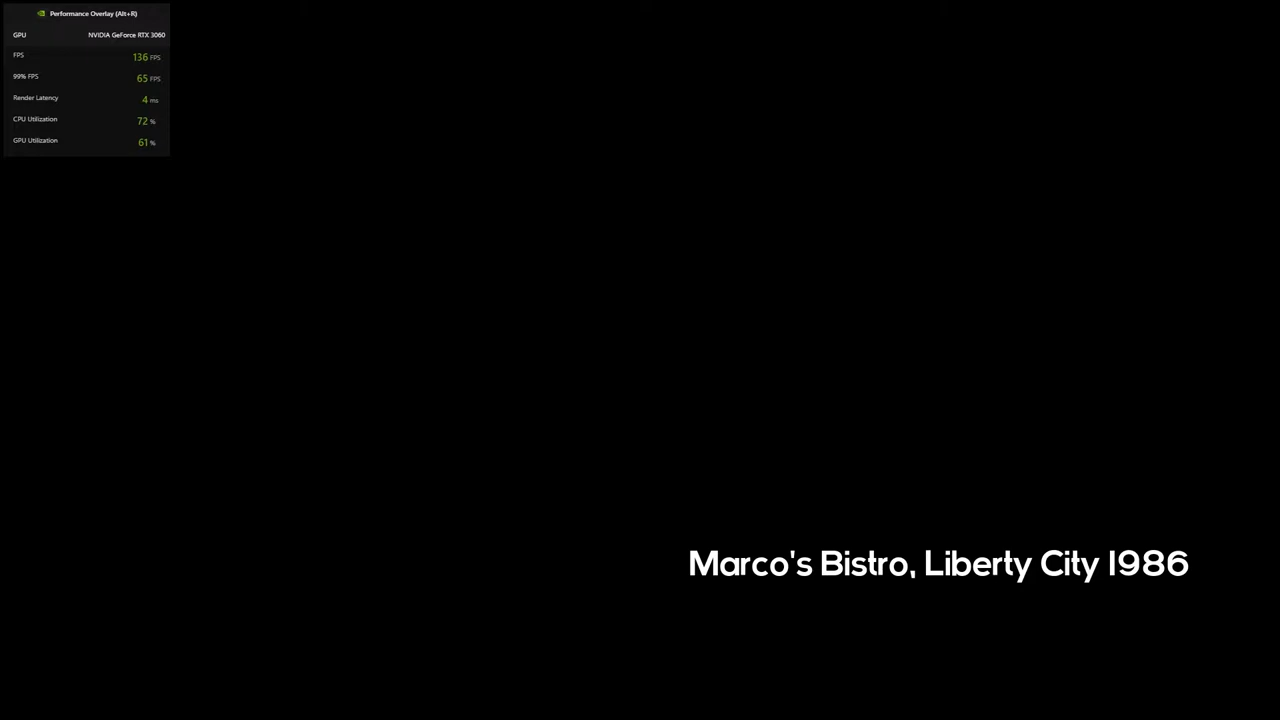 Performance Overlay (Alt+R)
GPU NVIDIA GeForce RTX 3060
FPS 136 FPS
99% FPS 65 FPS
Render Latency 4 ms
CPU Utilization 72 %
GPU Utilization 61 %
Marco's Bistro, Liberty City 1986